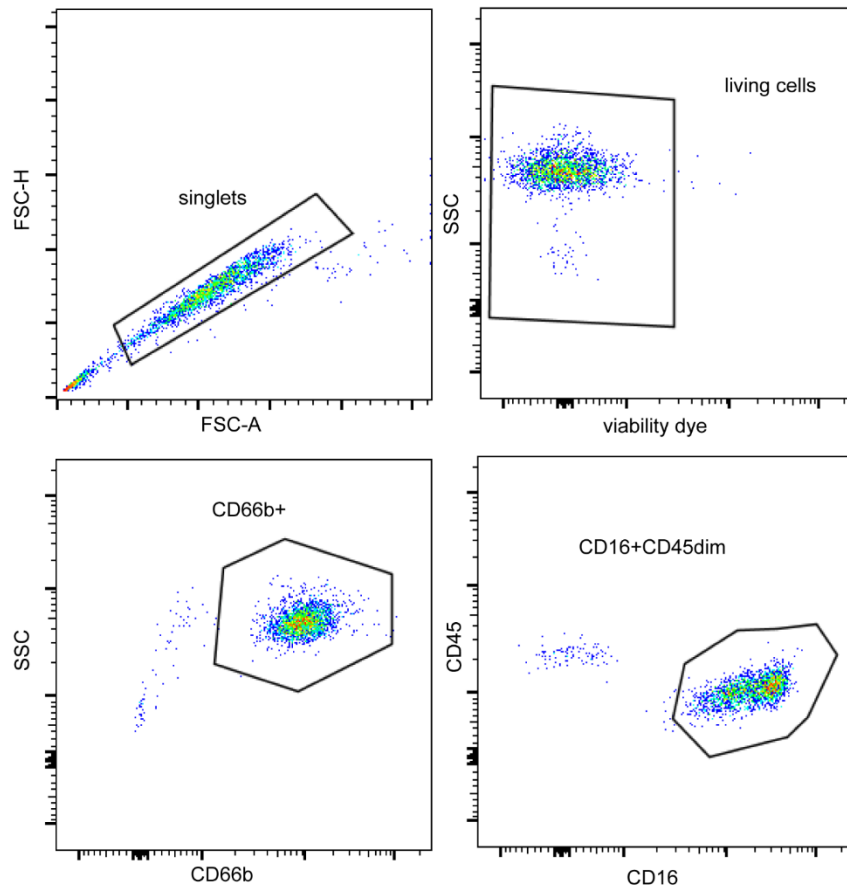 singlets
FSC-H
FSC-A
living cells
SSC
viability dye
CD66b+
SSC
CD66b
CD16+CD45dim
CD45
CD16